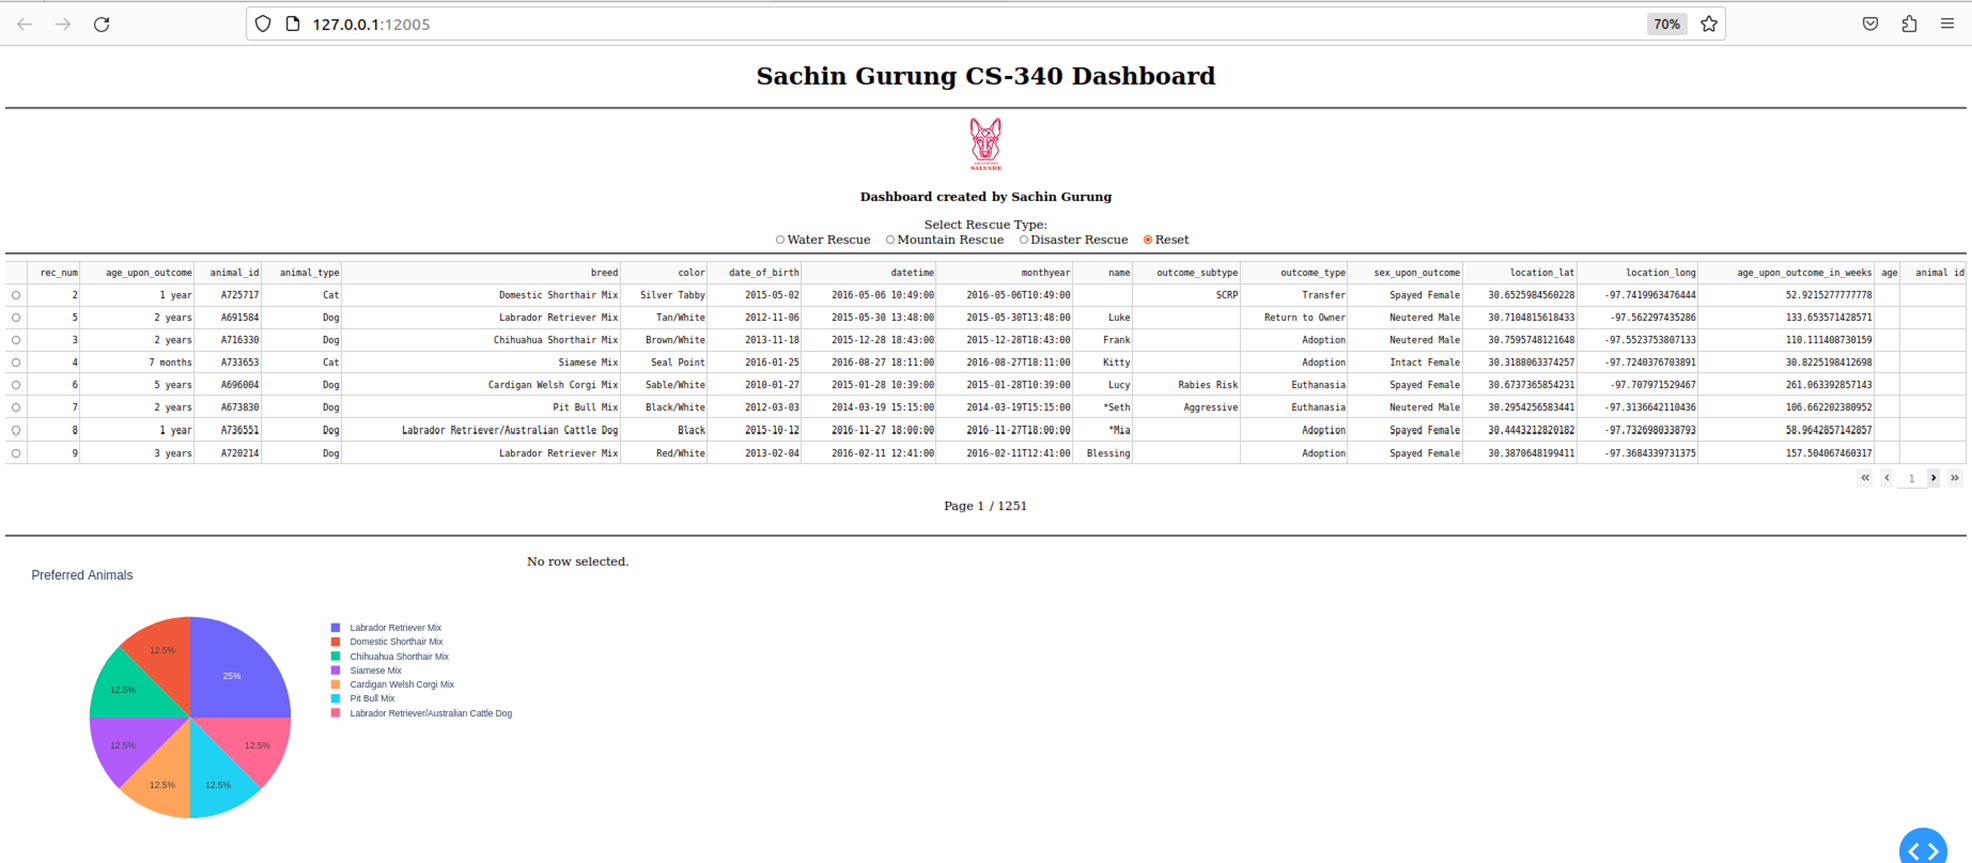 127.0.0.1:12005 70%
Sachin Gurung CS-340 Dashboard
SALVARE
Dashboard created by Sachin Gurung
Select Rescue Type:
Water Rescue Mountain Rescue Disaster Rescue Reset
rec_num age_upon_outcome animal_id animal_type breed color date_of_birth datetime monthyear name outcome_subtype outcome_type sex_upon_outcome location_lat location_long age_upon_outcome_in_weeks age animal id
2 1 year A725717 Cat Domestic Shorthair Mix Silver Tabby 2015-05-02 2016-05-06 10:49:00 2016-05-06T10:49:00 SCRP Transfer Spayed Female 30.6525984560228 -97.7419963476444 52.9215277777778
5 2 years A691584 Dog Labrador Retriever Mix Tan/White 2012-11-06 2015-05-30 13:48:00 2015-05-30T13:48:00 Luke Return to Owner Neutered Male 30.7104815618433 -97.562297435286 133.653571428571
3 2 years A716330 Dog Chihuahua Shorthair Mix Brown/White 2013-11-18 2015-12-28 18:43:00 2015-12-28T18:43:00 Frank Adoption Neutered Male 30.7595748121648 -97.5523753807133 110.111408730159
4 7 months A733653 Cat Siamese Mix Seal Point 2016-01-25 2016-08-27 18:11:00 2016-08-27T18:11:00 Kitty Adoption Intact Female 30.3188063374257 -97.7240376703891 30.8225198412698
6 5 years A696004 Dog Cardigan Welsh Corgi Mix Sable/White 2010-01-27 2015-01-28 10:39:00 2015-01-28T10:39:00 Lucy Rabies Risk Euthanasia Spayed Female 30.6737365854231 -97.707971529467 261.063392857143
7 2 years A673830 Dog Pit Bull Mix Black/White 2012-03-03 2014-03-19 15:15:00 2014-03-19T15:15:00 *Seth Aggressive Euthanasia Neutered Male 30.2954256583441 -97.3136642110436 106.662202380952
8 1 year A736551 Dog Labrador Retriever/Australian Cattle Dog Black 2015-10-12 2016-11-27 18:00:00 2016-11-27T18:00:00 *Mia Adoption Spayed Female 30.4443212820182 -97.7326980338793 58.9642857142857
9 3 years A720214 Dog Labrador Retriever Mix Red/White 2013-02-04 2016-02-11 12:41:00 2016-02-11T12:41:00 Blessing Adoption Spayed Female 30.3870648199411 -97.3684339731375 157.504067460317
« ‹ 1 › »
Page 1 / 1251
No row selected.
Preferred Animals
Labrador Retriever Mix
Domestic Shorthair Mix
Chihuahua Shorthair Mix
Siamese Mix
Cardigan Welsh Corgi Mix
Pit Bull Mix
Labrador Retriever/Australian Cattle Dog
12.5%
25%
12.5%
12.5%
12.5%
12.5%
12.5%